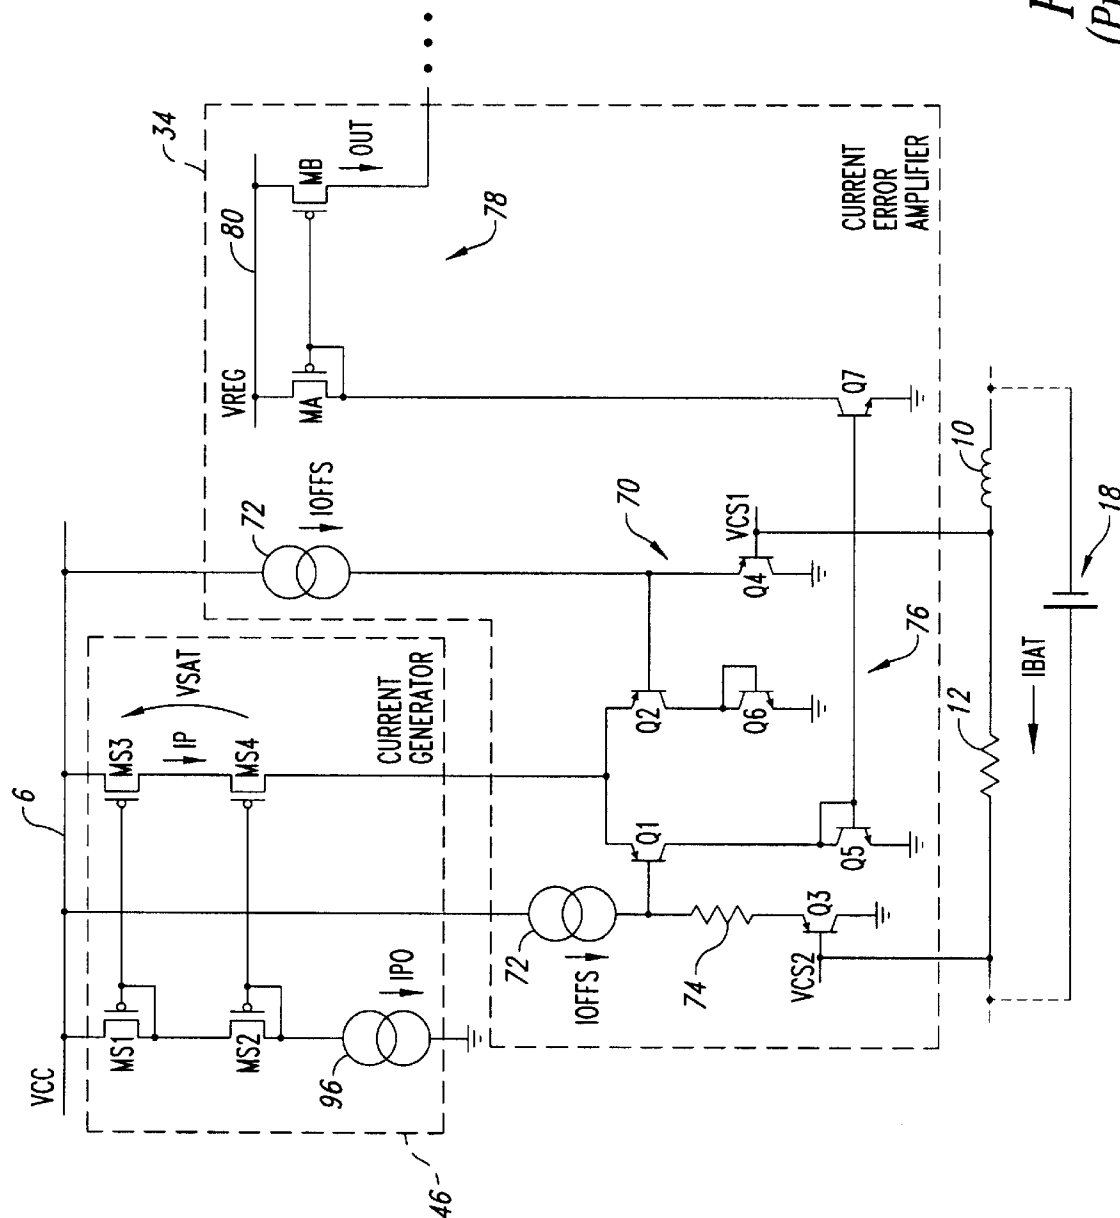 VCC
6
MS1
MS3
IP
VSAT
MS2
MS4
IPO
96
46
CURRENT
GENERATOR
72
IOFFS
34
VREG
80
MA
MB
OUT
78
72
IOFFS
74
Q1
Q2
70
Q3
VCS2
Q4
VCS1
Q5
Q6
76
Q7
CURRENT
ERROR
AMPLIFIER
12
10
IBAT
18